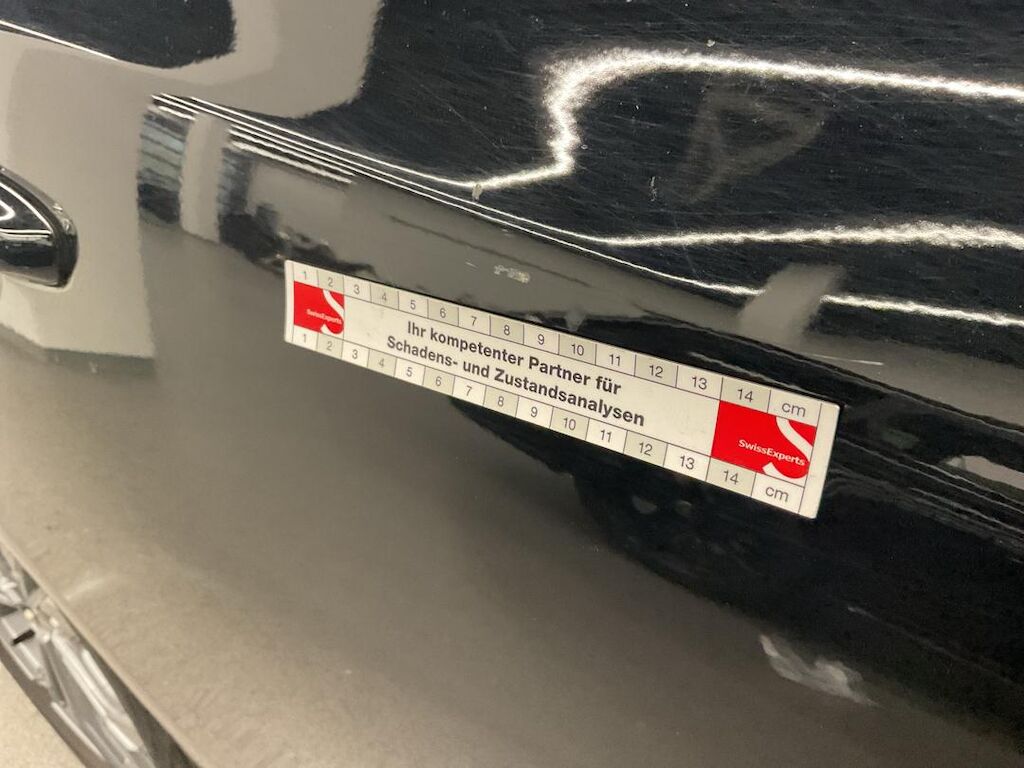 1 2 3 4 5 6 7 8 9 10 11 12 13 14 cm
SwissExperts
Ihr kompetenter Partner für
Schadens- und Zustandsanalysen
SwissExperts
1 2 3 4 5 6 7 8 9 10 11 12 13 14 cm